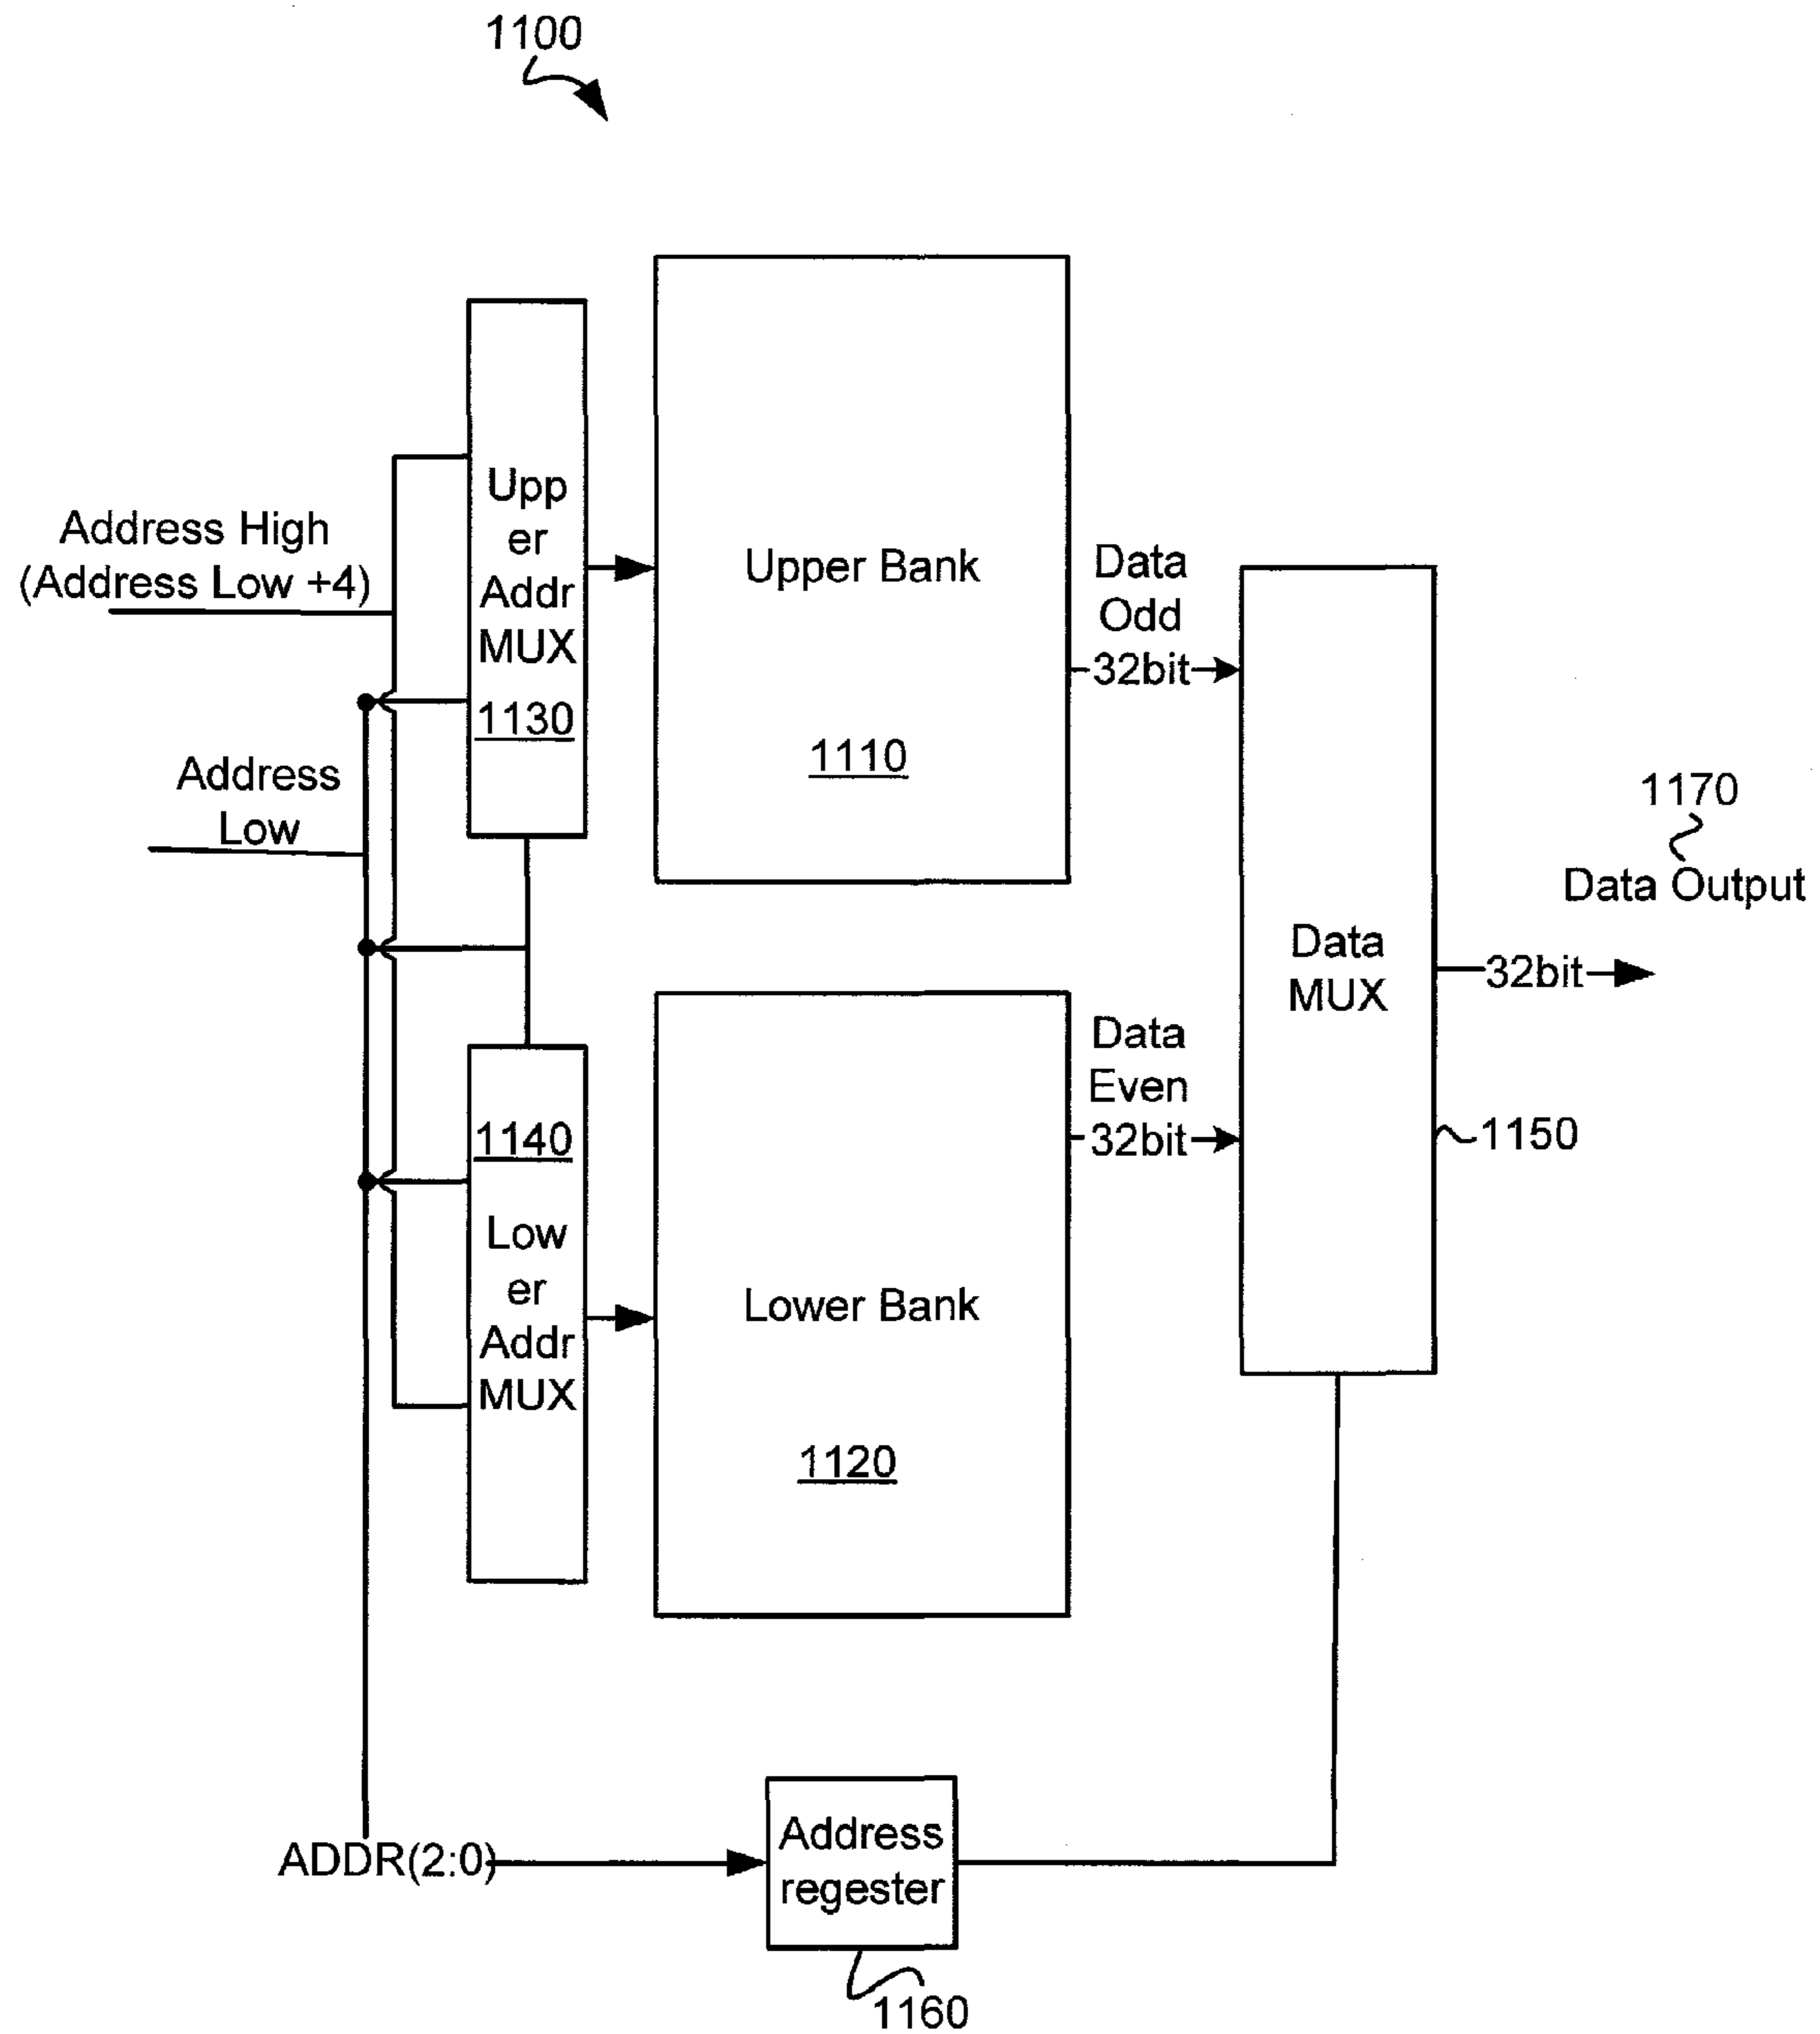 1100
Upp
er
Addr
MUX
1130
Address High
(Address Low +4)
Address
Low
Upper Bank
1110
Data
Odd
32bit
1170
Data Output
Data
MUX
32bit
1140
Low
er
Addr
MUX
Lower Bank
1120
Data
Even
32bit
1150
ADDR(2:0)
Address
regester
1160